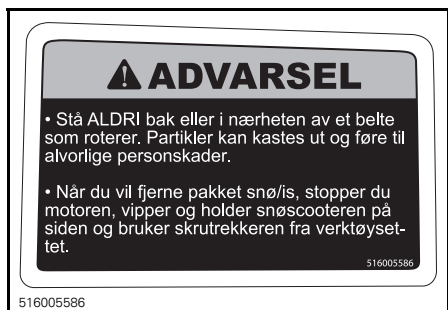 ADVARSEL
• Stå ALDRI bak eller i nærheten av et belte
som roterer. Partikler kan kastes ut og føre til
alvorlige personskader.
• Når du vil fjerne pakket snø/is, stopper du
motoren, vipper og holder snøscooteren på
siden og bruker skrutrekkeren fra verktøyset-
tet.
516005586
516005586